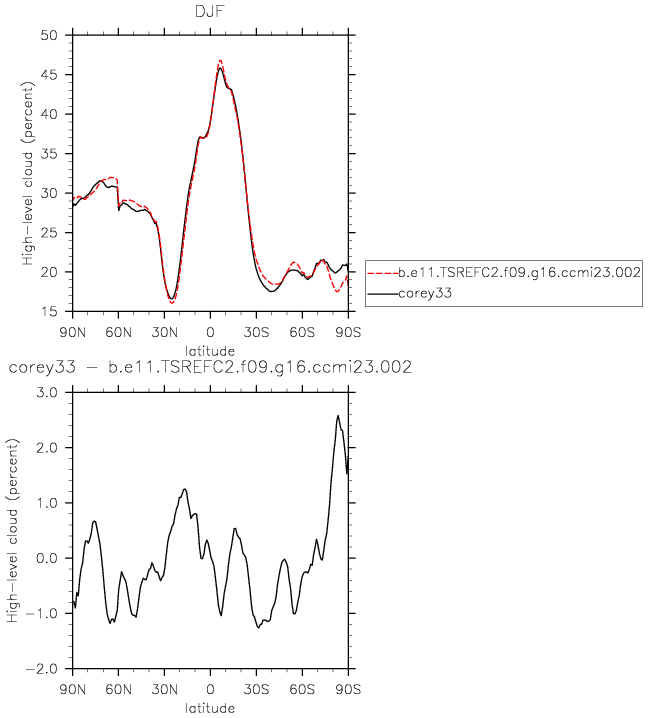 DJF
High-level cloud (percent)
50
45
40
35
30
25
20
15
90N 60N 30N 0 30S 60S 90S
latitude
b.e11.TSREFC2.f09.g16.ccmi23.002
corey33
corey33 - b.e11.TSREFC2.f09.g16.ccmi23.002
High-level cloud (percent)
3.0
2.0
1.0
0.0
-1.0
-2.0
90N 60N 30N 0 30S 60S 90S
latitude